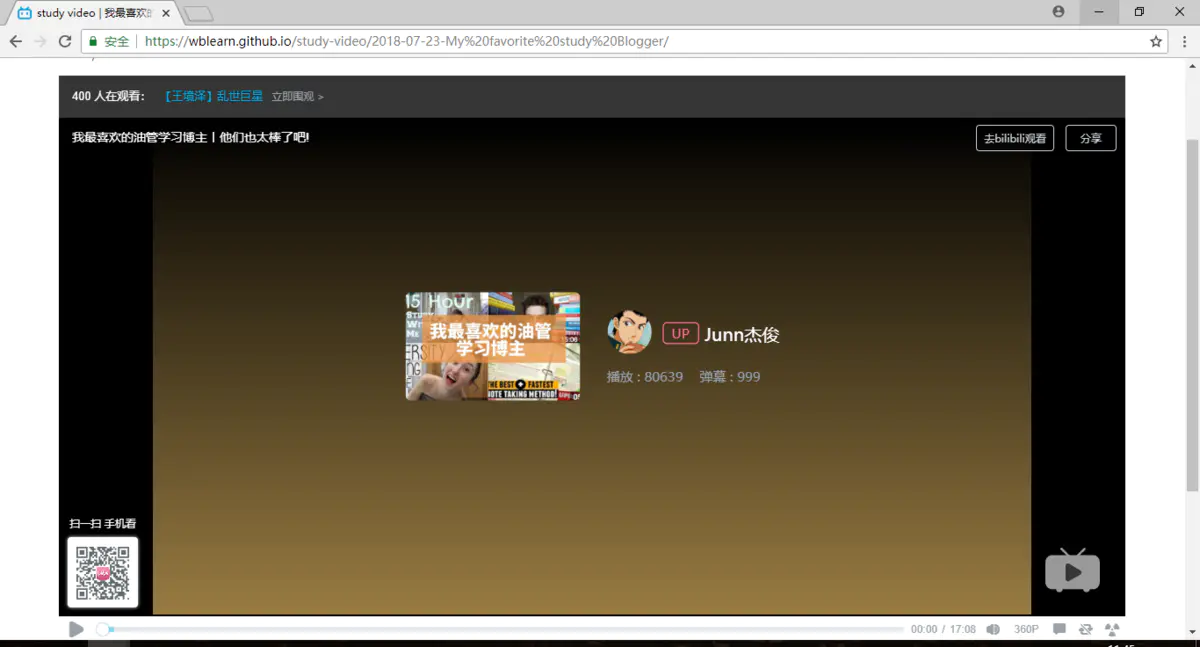 study video | 我最喜欢的
安全 | https://wblearn.github.io/study-video/2018-07-23-My%20favorite%20study%20Blogger/
400 人在观看: 【王境泽】乱世巨星 立即围观 >
我最喜欢的油管学习博主丨他们也太棒了吧!
去bilibili观看 分享
15 Hour
我最喜欢的油管
学习博主
THE BEST + FASTEST
NOTE TAKING METHOD!
UP Junn杰俊
播放 : 80639 弹幕 : 999
扫一扫 手机看
00:00 / 17:08 360P